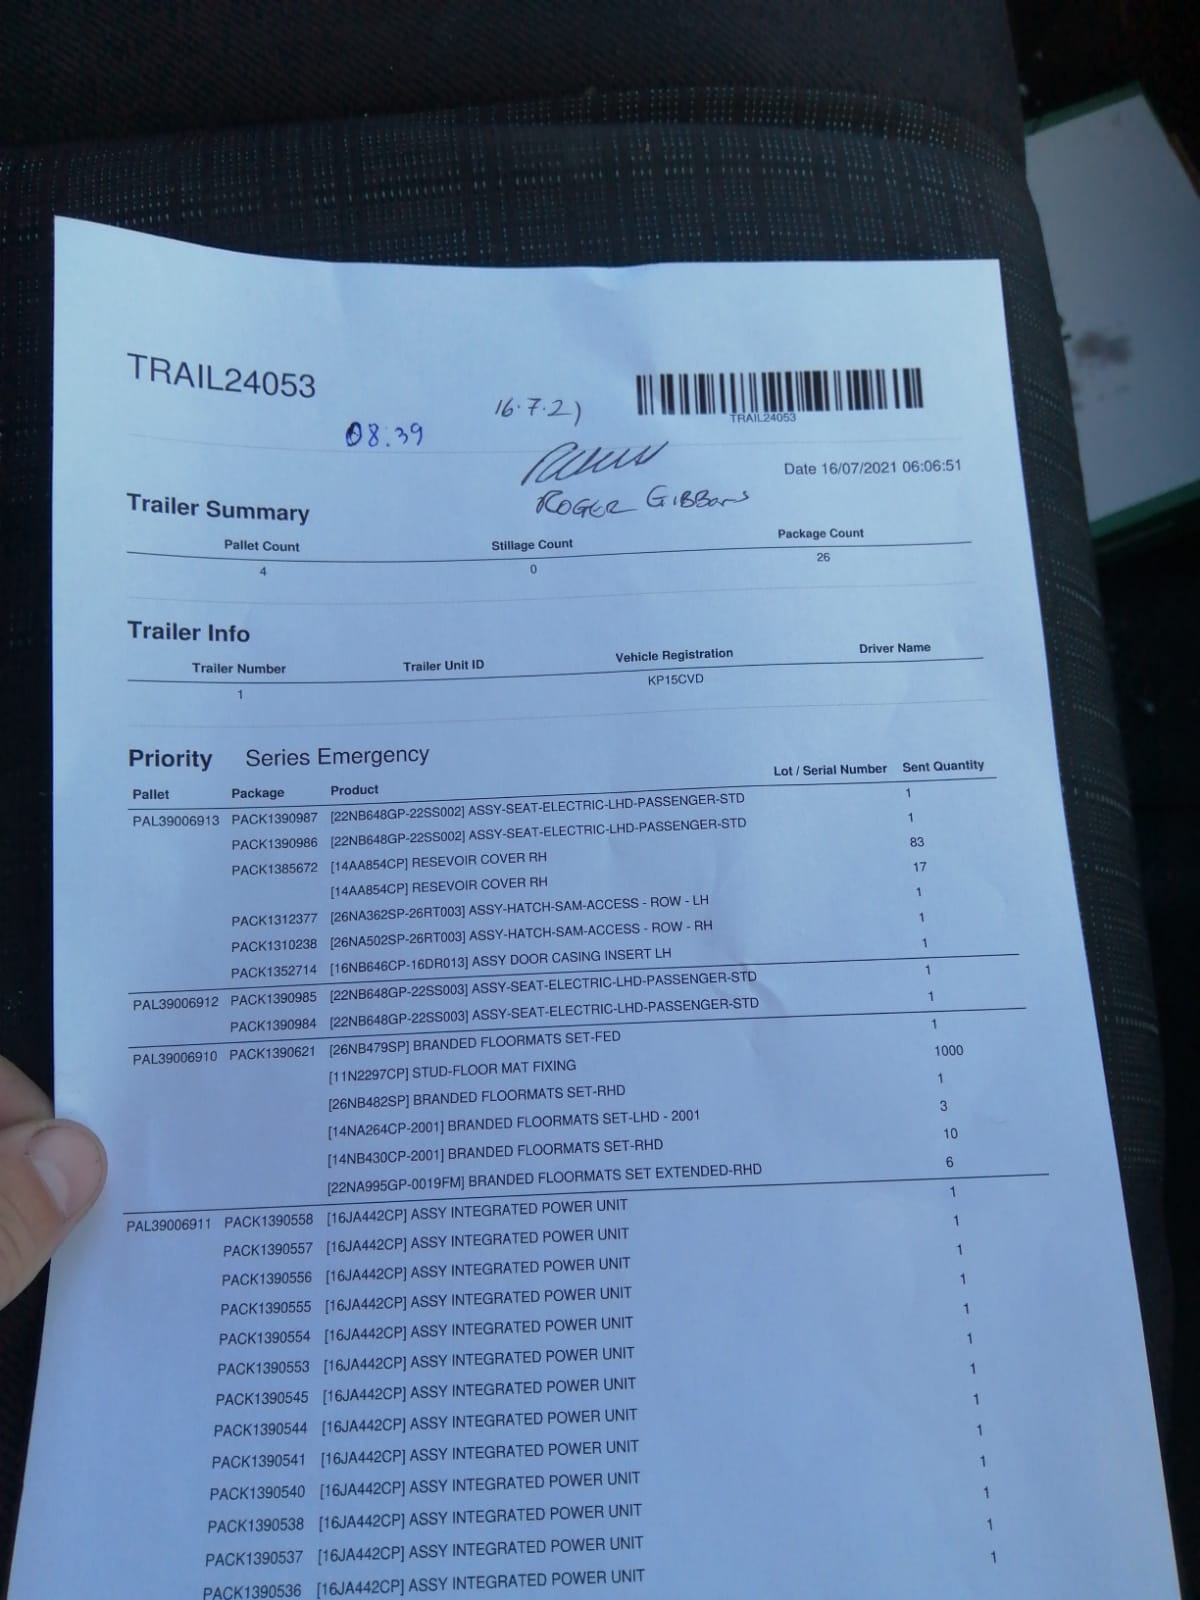 TRAIL24053
16.7.21
TRAIL24053
08:39
Date 16/07/2021 06:06:51
ROGER GIBBONS
Trailer Summary
Pallet Count Stillage Count Package Count
4 0 26
Trailer Info
Trailer Number Trailer Unit ID Vehicle Registration Driver Name
1 KP15CVD
Priority Series Emergency
Pallet Package Product Lot / Serial Number Sent Quantity
PAL39006913 PACK1390987 [22NB648GP-22SS002] ASSY-SEAT-ELECTRIC-LHD-PASSENGER-STD 1
PACK1390986 [22NB648GP-22SS002] ASSY-SEAT-ELECTRIC-LHD-PASSENGER-STD 1
PACK1385672 [14AA854CP] RESEVOIR COVER RH 83
[14AA854CP] RESEVOIR COVER RH 17
PACK1312377 [26NA362SP-26RT003] ASSY-HATCH-SAM-ACCESS - ROW - LH 1
PACK1310238 [26NA502SP-26RT003] ASSY-HATCH-SAM-ACCESS - ROW - RH 1
PACK1352714 [16NB646CP-16DR013] ASSY DOOR CASING INSERT LH 1
PAL39006912 PACK1390985 [22NB648GP-22SS003] ASSY-SEAT-ELECTRIC-LHD-PASSENGER-STD 1
PACK1390984 [22NB648GP-22SS003] ASSY-SEAT-ELECTRIC-LHD-PASSENGER-STD 1
PAL39006910 PACK1390621 [26NB479SP] BRANDED FLOORMATS SET-FED 1
[11N2297CP] STUD-FLOOR MAT FIXING 1000
[26NB482SP] BRANDED FLOORMATS SET-RHD 1
[14NA264CP-2001] BRANDED FLOORMATS SET-LHD - 2001 3
[14NB430CP-2001] BRANDED FLOORMATS SET-RHD 10
[22NA995GP-0019FM] BRANDED FLOORMATS SET EXTENDED-RHD 6
PAL39006911 PACK1390558 [16JA442CP] ASSY INTEGRATED POWER UNIT 1
PACK1390557 [16JA442CP] ASSY INTEGRATED POWER UNIT 1
PACK1390556 [16JA442CP] ASSY INTEGRATED POWER UNIT 1
PACK1390555 [16JA442CP] ASSY INTEGRATED POWER UNIT 1
PACK1390554 [16JA442CP] ASSY INTEGRATED POWER UNIT 1
PACK1390553 [16JA442CP] ASSY INTEGRATED POWER UNIT 1
PACK1390545 [16JA442CP] ASSY INTEGRATED POWER UNIT 1
PACK1390544 [16JA442CP] ASSY INTEGRATED POWER UNIT 1
PACK1390541 [16JA442CP] ASSY INTEGRATED POWER UNIT 1
PACK1390540 [16JA442CP] ASSY INTEGRATED POWER UNIT 1
PACK1390538 [16JA442CP] ASSY INTEGRATED POWER UNIT 1
PACK1390537 [16JA442CP] ASSY INTEGRATED POWER UNIT 1
PACK1390536 [16JA442CP] ASSY INTEGRATED POWER UNIT 1